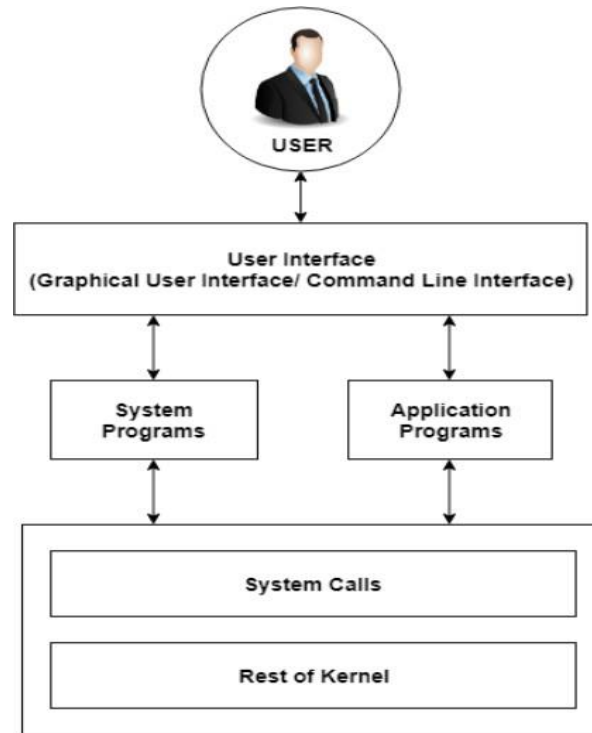 USER
User Interface
(Graphical User Interface/ Command Line Interface)
System
Programs
Application
Programs
System Calls
Rest of Kernel